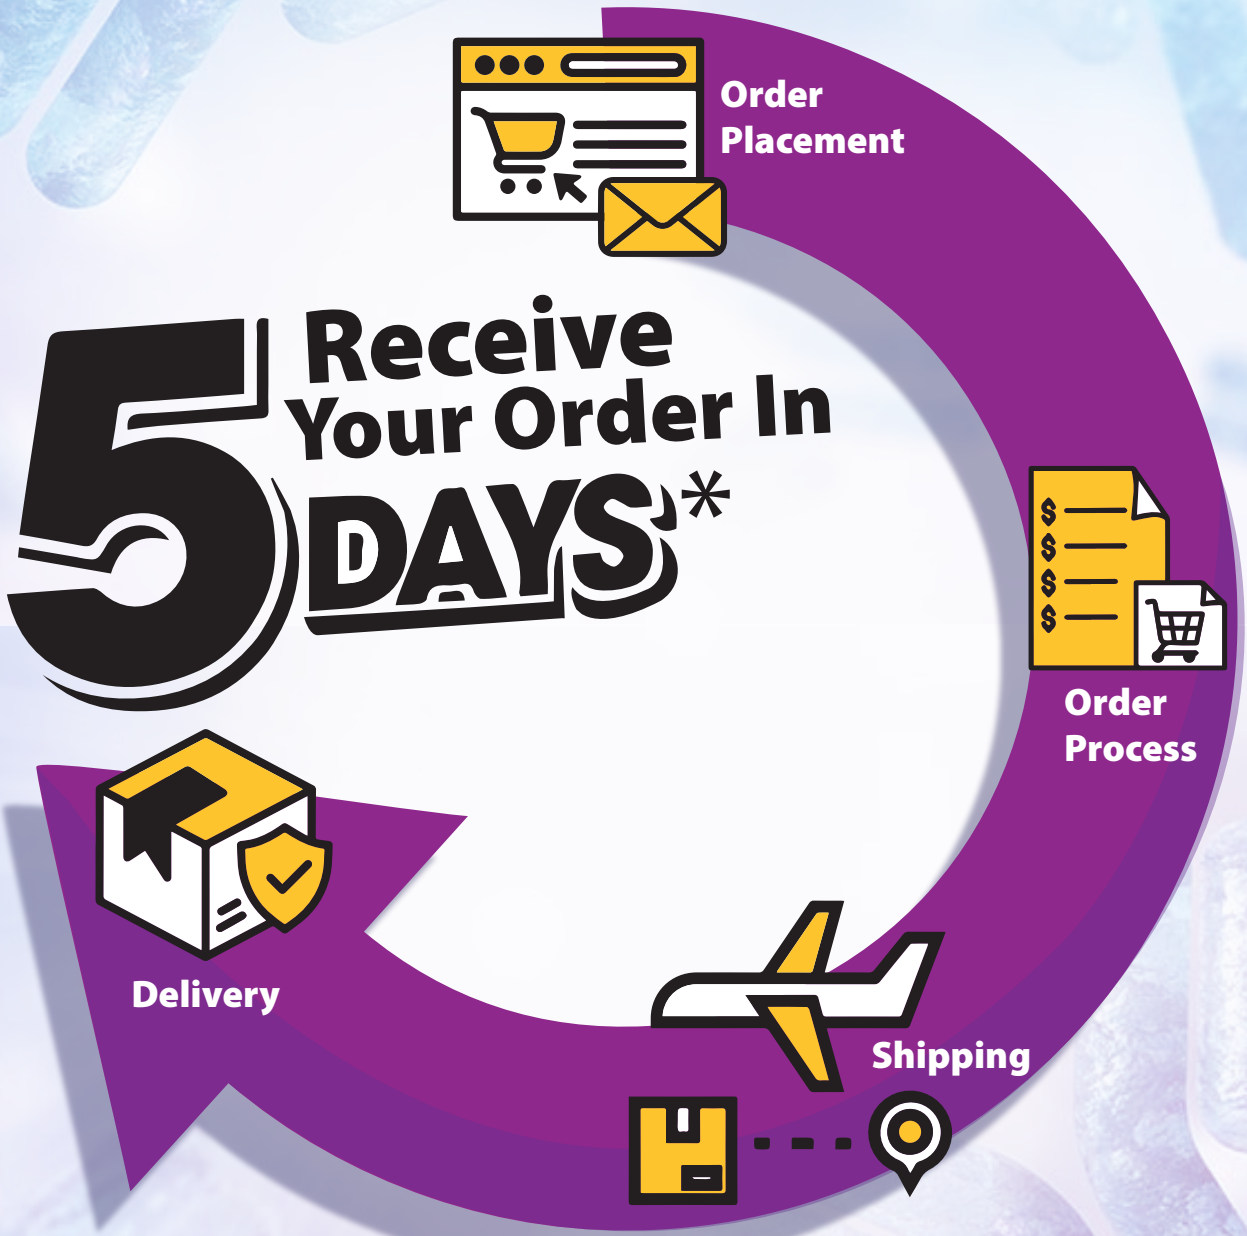 Order
Placement
Receive
Your Order In
5 DAYS*
$
$
$
$
Order
Process
Shipping
Delivery